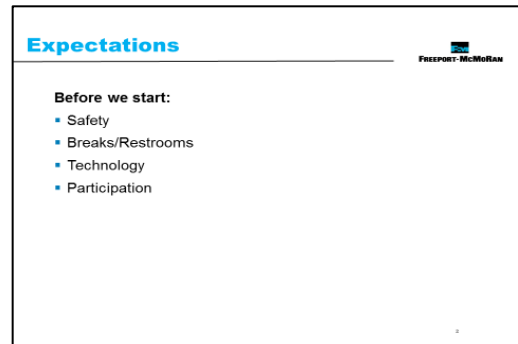 Expectations
FREEPORT-MCMORAN
Before we start:
Safety
Breaks/Restrooms
Technology
Participation